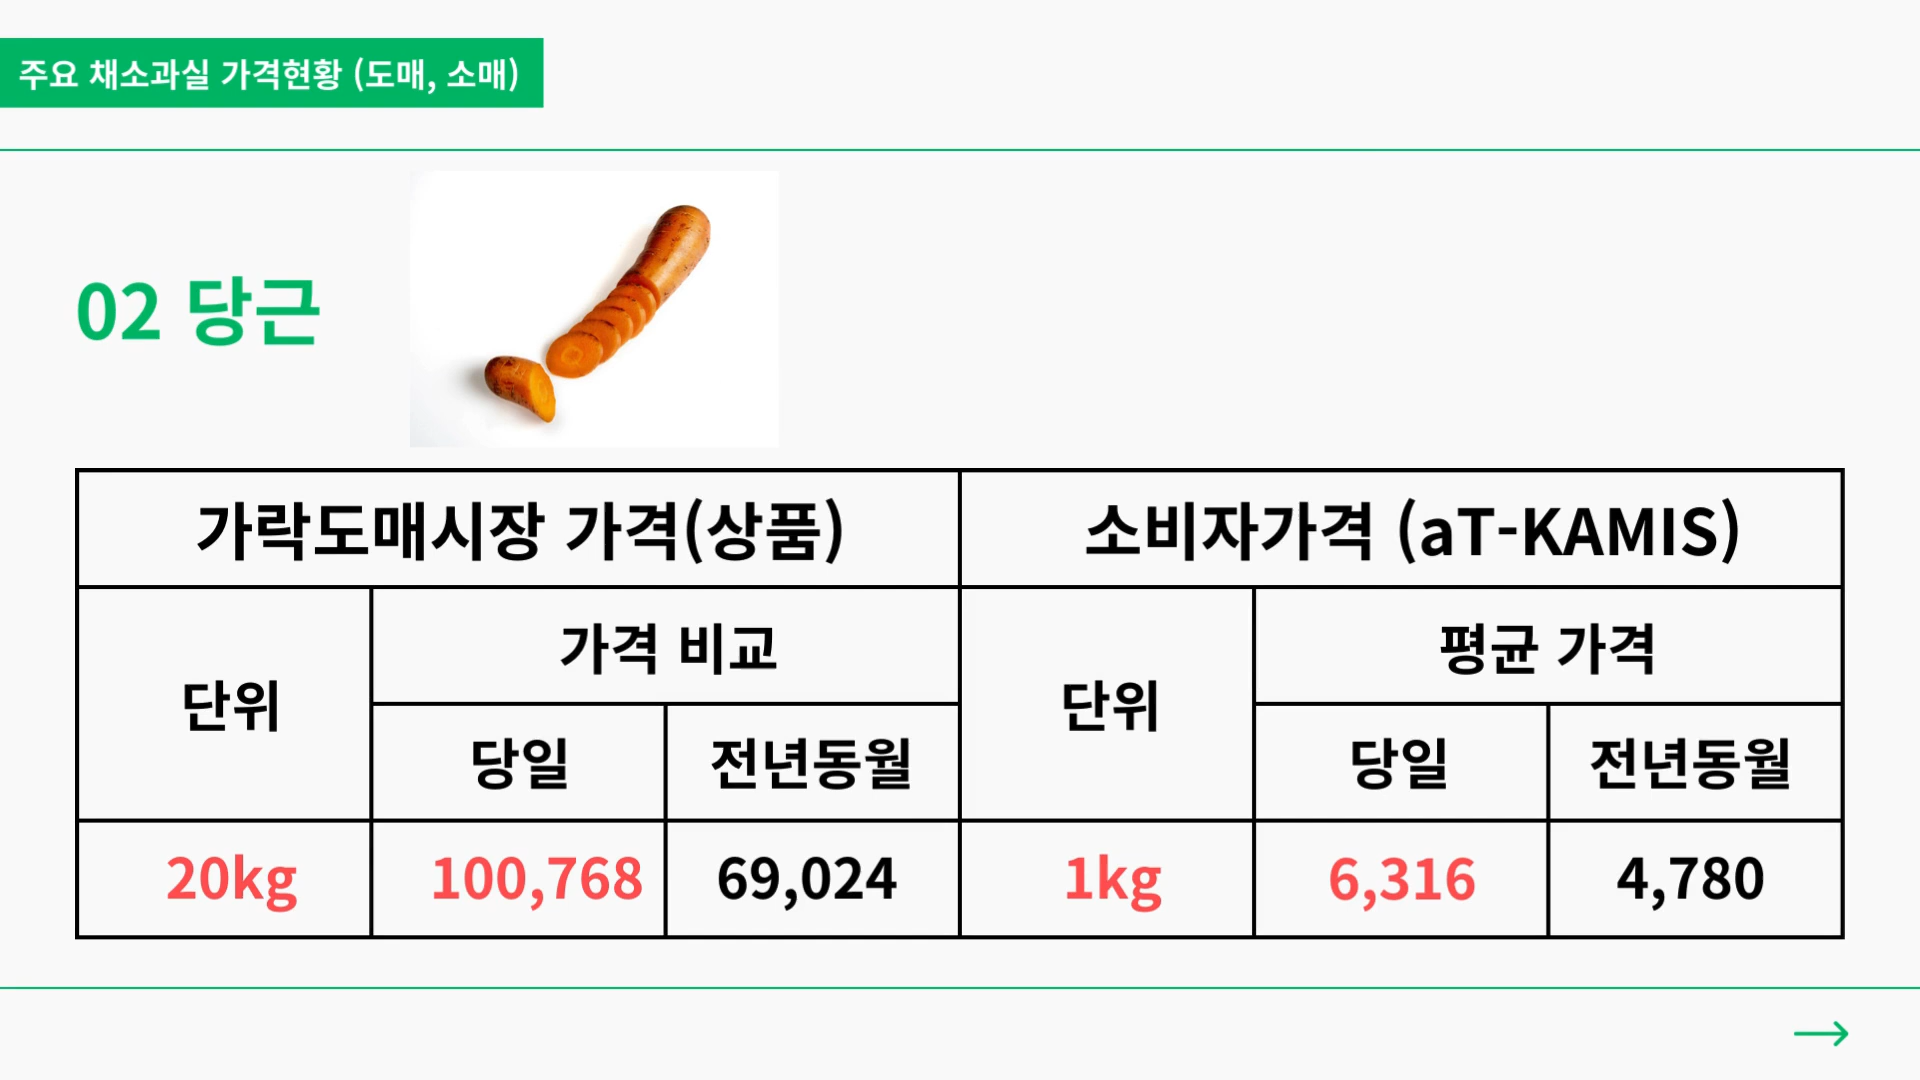 주요 채소과실 가격현황 (도매, 소매)
02 당근
가락도매시장 가격(상품) 소비자가격 (aT-KAMIS)
단위 가격 비교 단위 평균 가격
당일 전년동월 당일 전년동월
20kg 100,768 69,024 1kg 6,316 4,780